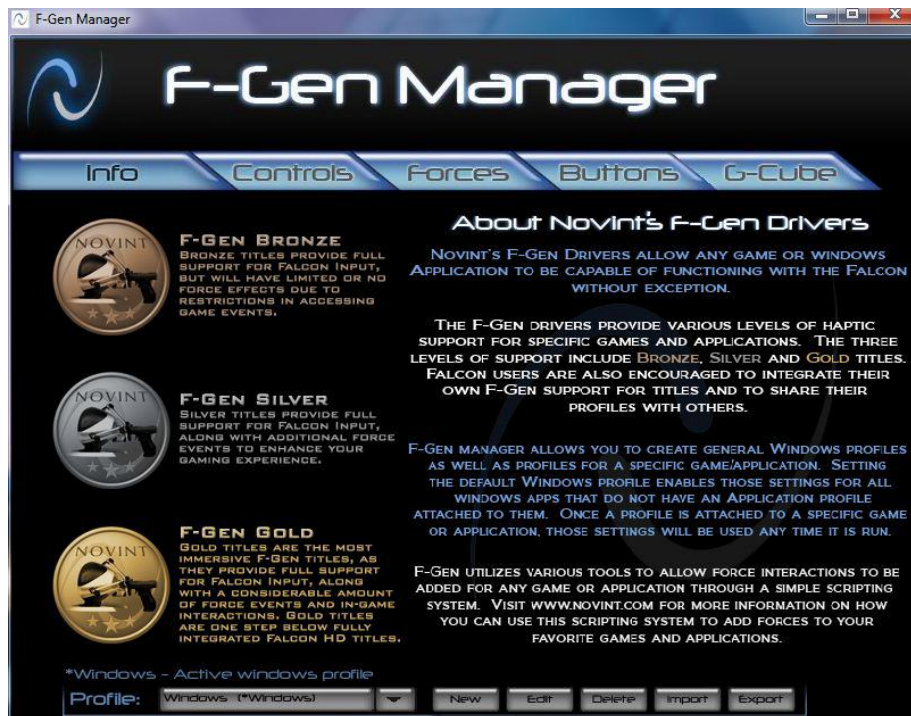 F-Gen Manager
F-Gen Manager
Info Controls Forces Buttons G-Cube
NOVINT
F-Gen Bronze
Bronze titles provide full
support for Falcon Input,
but will have limited or no
force effects due to
restrictions in accessing
game events.
NOVINT
F-Gen Silver
Silver titles provide full
support for Falcon Input,
along with additional force
events to enhance your
gaming experience.
NOVINT
F-Gen Gold
Gold titles are the most
immersive F-Gen titles, as
they provide full support
for Falcon Input, along
with a considerable amount
of force events and in-game
interactions. Gold titles
are one step below fully
integrated Falcon HD titles.
About Novint's F-Gen Drivers
Novint's F-Gen Drivers allow any game or windows
Application to be capable of functioning with the Falcon
without exception.
The F-Gen drivers provide various levels of haptic
support for specific games and applications. The three
levels of support include Bronze, Silver and Gold titles.
Falcon users are also encouraged to integrate their
own F-Gen support for titles and to share their
profiles with others.
F-Gen manager allows you to create general Windows profiles
as well as profiles for a specific game/application. Setting
the default Windows profile enables those settings for all
windows apps that do not have an Application profile
attached to them. Once a profile is attached to a specific game
or application, those settings will be used any time it is run.
F-Gen utilizes various tools to allow force interactions to be
added for any game or application through a simple scripting
system. Visit www.novint.com for more information on how
you can use this scripting system to add forces to your
favorite games and applications.
*Windows - Active windows profile
Profile: Windows (*Windows) New Edit Delete Import Export